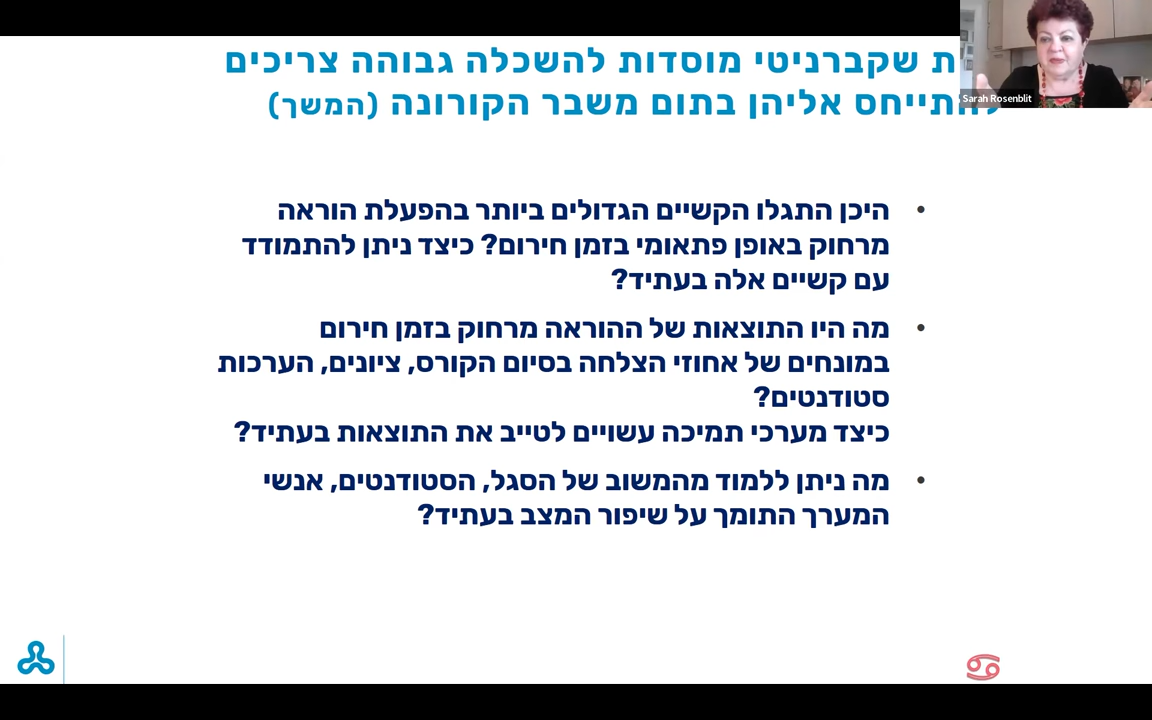 ת שקברניטי מוסדות להשכלה גבוהה צריכים
להתייחס אליהן בתום משבר הקורונה (המשך)
Sarah Rosenblit
• היכן התגלו הקשיים הגדולים ביותר בהפעלת הוראה
מרחוק באופן פתאומי בזמן חירום? כיצד ניתן להתמודד
עם קשיים אלה בעתיד?
• מה היו התוצאות של ההוראה מרחוק בזמן חירום
במונחים של אחוזי הצלחה בסיום הקורס, ציונים, הערכות
סטודנטים?
כיצד מערכי תמיכה עשויים לטייב את התוצאות בעתיד?
• מה ניתן ללמוד מהמשוב של הסגל, הסטודנטים, אנשי
המערך התומך על שיפור המצב בעתיד?